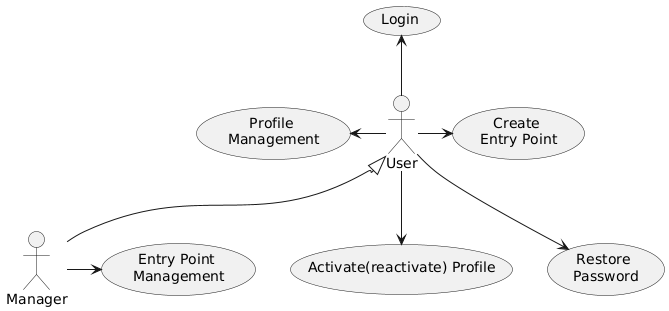 Login
Profile
Management
Create
Entry Point
User
Entry Point
Management
Activate(reactivate) Profile
Restore
Password
Manager